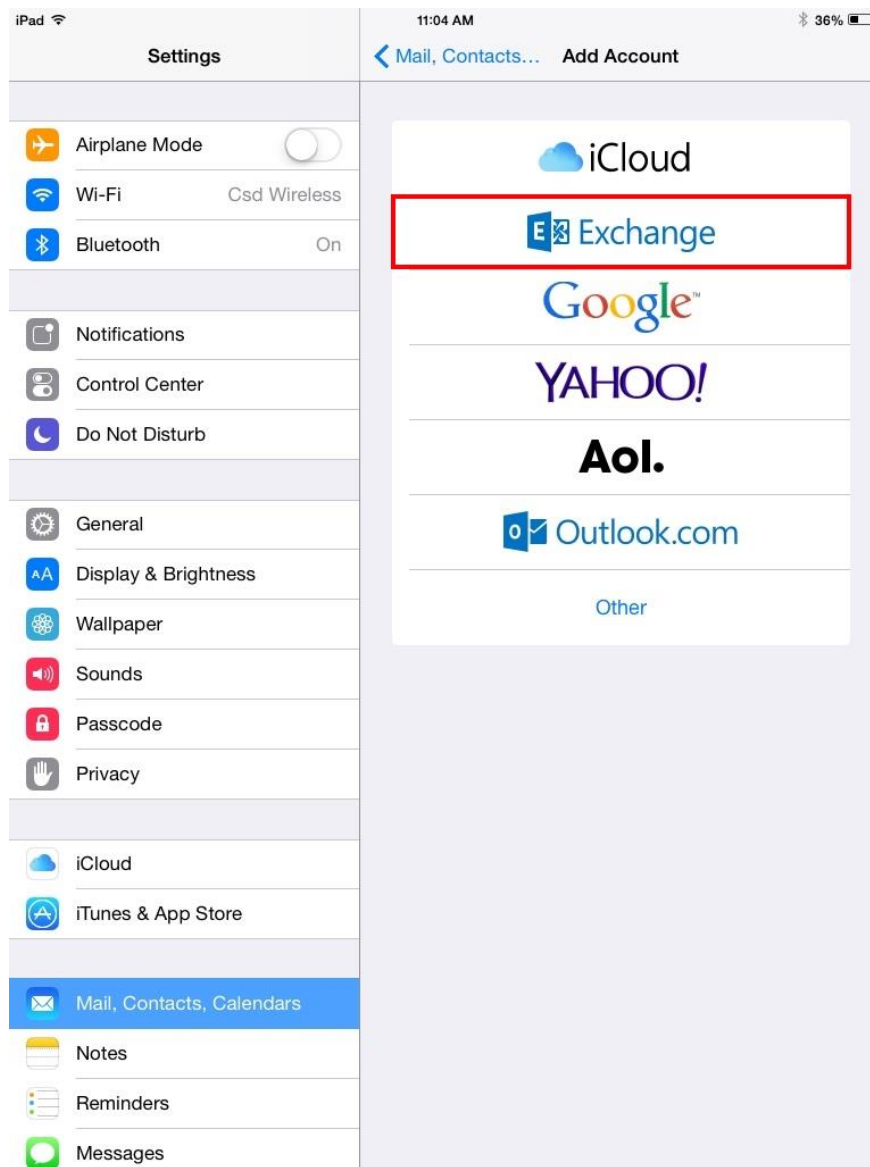 iPad 11:04 AM 36%
Settings
Mail, Contacts... Add Account
Airplane Mode
Wi-Fi Csd Wireless
Bluetooth On
Notifications
Control Center
Do Not Disturb
General
AA Display & Brightness
Wallpaper
Sounds
Passcode
Privacy
iCloud
iTunes & App Store
Mail, Contacts, Calendars
Notes
Reminders
Messages
iCloud
E Exchange
Google™
YAHOO!
Aol.
o Outlook.com
Other